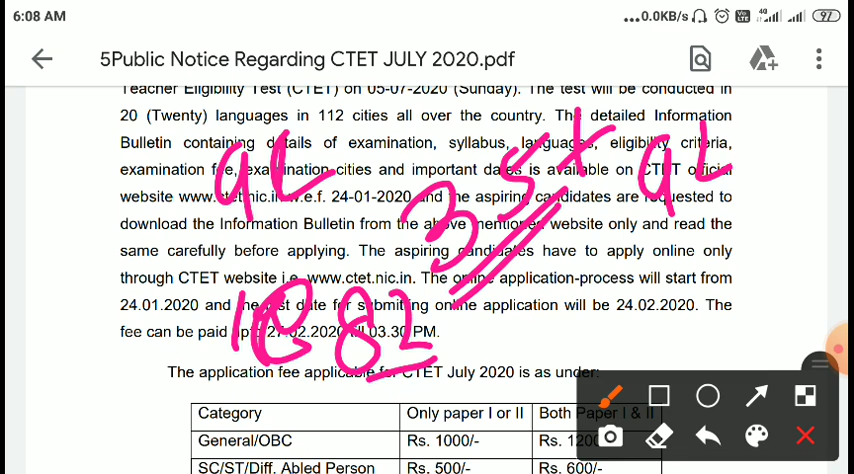 6:08 AM
...0.0KB/s 4G 97
5Public Notice Regarding CTET JULY 2020.pdf
Teacher Eligibility Test (CTET) on 05-07-2020 (Sunday). The test will be conducted in
20 (Twenty) languages in 112 cities all over the country. The detailed Information
Bulletin containing details of examination, syllabus, languages, eligibility criteria,
examination fee, examination cities and important dates is available on CTET official
website www.ctet.nic.in w.e.f. 24-01-2020 and the aspiring candidates are requested to
download the Information Bulletin from the above mentioned website only and read the
same carefully before applying. The aspiring candidates have to apply online only
through CTET website i.e. www.ctet.nic.in. The online application-process will start from
24.01.2020 and the last date for submitting online application will be 24.02.2020. The
fee can be paid upto 27.02.2020 till 03.30 PM.
35+
82
The application fee applicable for CTET July 2020 is as under:
Category Only paper I or II Both Paper I & II
General/OBC Rs. 1000/- Rs. 1200
SC/ST/Diff. Abled Person Rs. 500/- Rs. 600/-